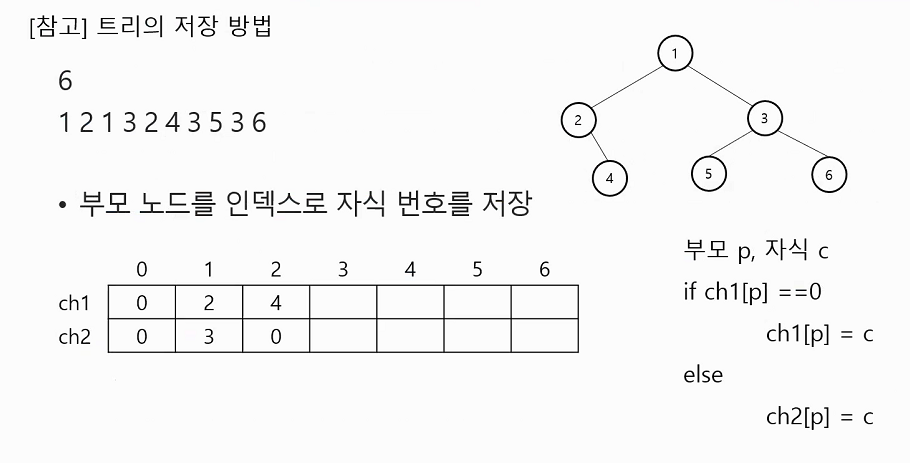 [참고] 트리의 저장 방법
6
1 2 1 3 2 4 3 5 3 6
1
2
3
4
5
6
• 부모 노드를 인덱스로 자식 번호를 저장
0 1 2 3 4 5 6
ch1 0 2 4
ch2 0 3 0
부모 p, 자식 c
if ch1[p] ==0
ch1[p] = c
else
ch2[p] = c